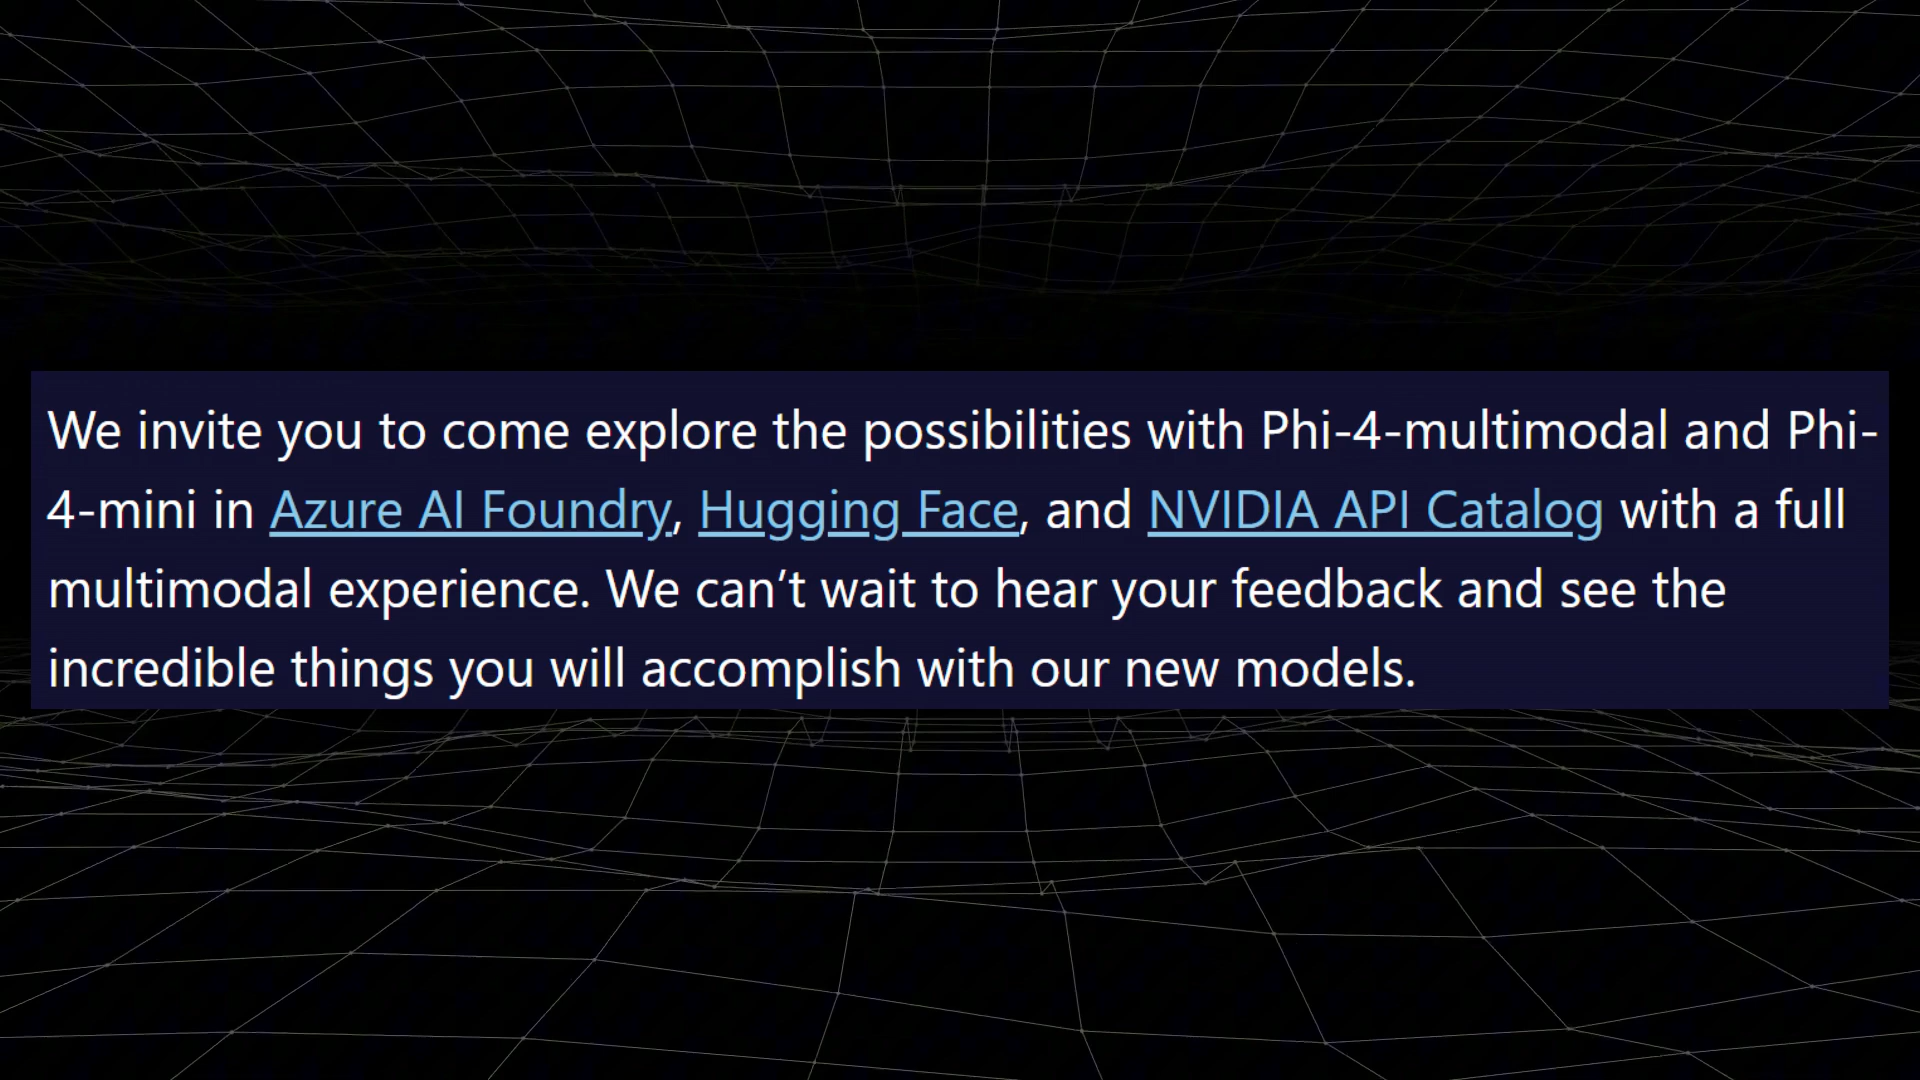 We invite you to come explore the possibilities with Phi-4-multimodal and Phi-
4-mini in Azure AI Foundry, Hugging Face, and NVIDIA API Catalog with a full
multimodal experience. We can’t wait to hear your feedback and see the
incredible things you will accomplish with our new models.